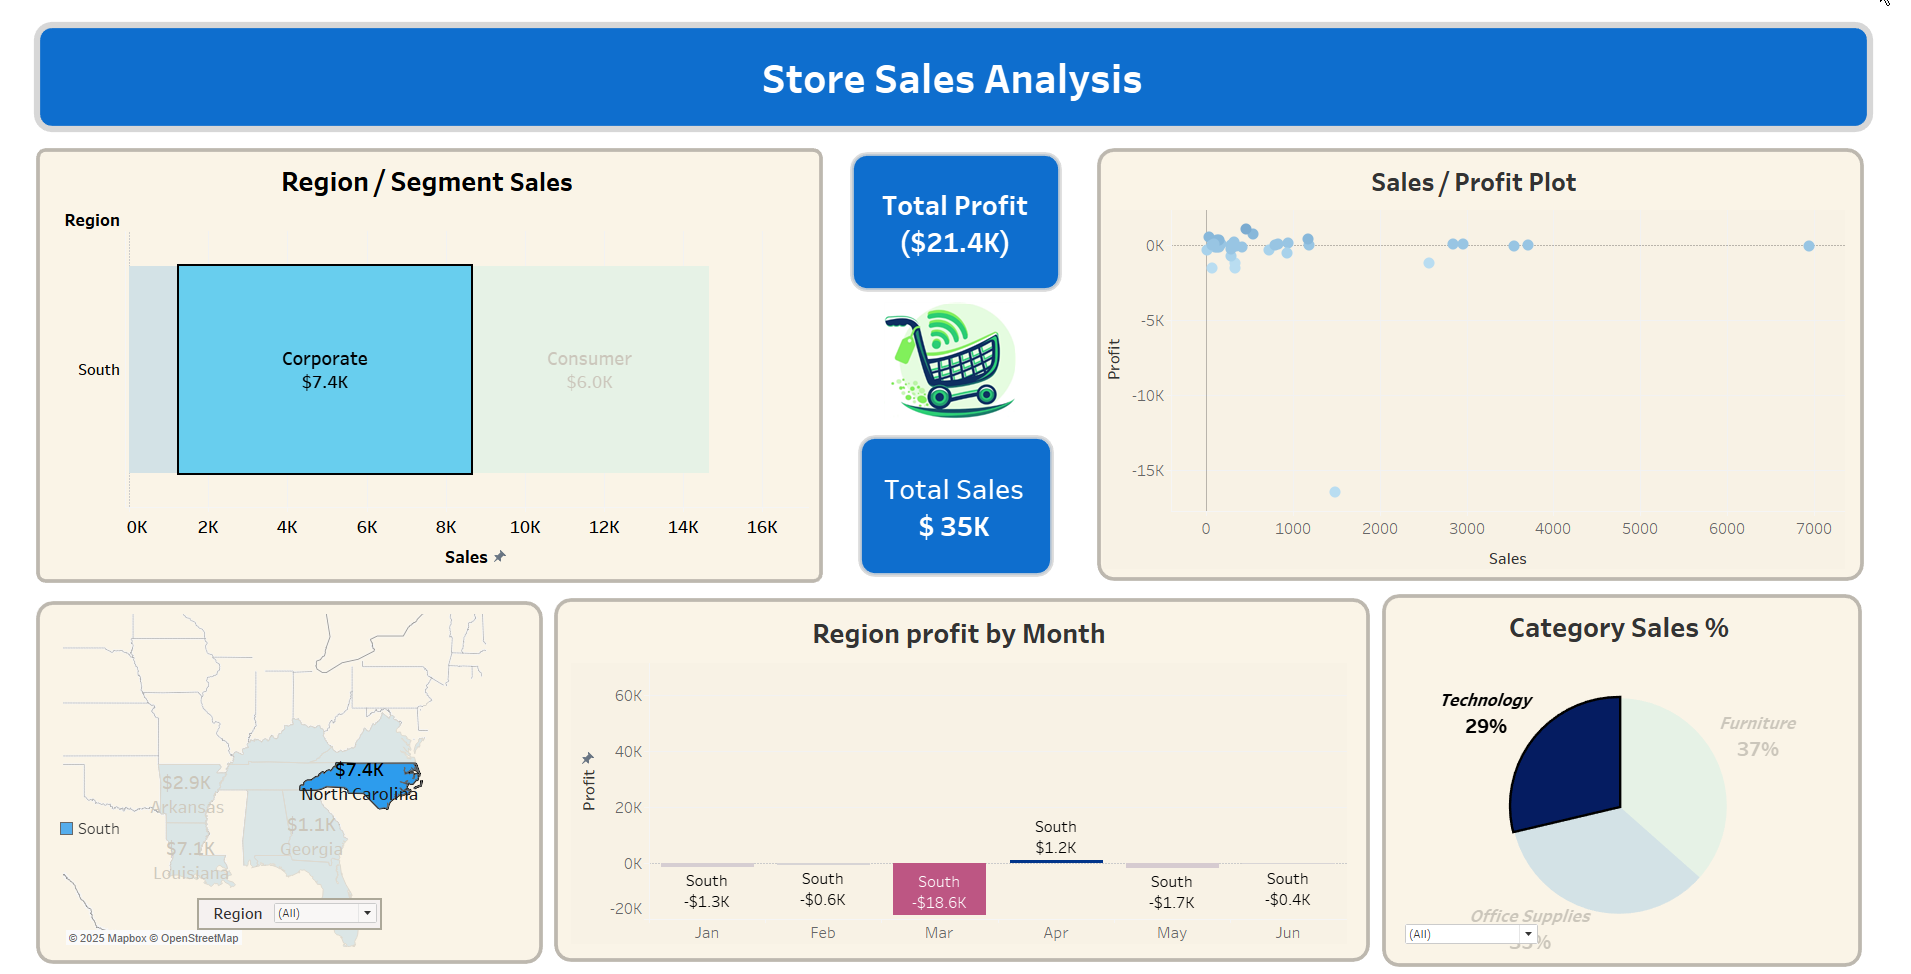 Store Sales Analysis
Region / Segment Sales
Region
South
Corporate
$7.4K
Consumer
$6.0K
0K 2K 4K 6K 8K 10K 12K 14K 16K
Sales
Total Profit
($21.4K)
Total Sales
$ 35K
Sales / Profit Plot
Profit
0K
-5K
-10K
-15K
0 1000 2000 3000 4000 5000 6000 7000
Sales
$7.4K
North Carolina
$2.9K
Arkansas
$1.1K
Georgia
$7.1K
Louisiana
South
Region (All)
© 2025 Mapbox © OpenStreetMap
Region profit by Month
Profit
60K
40K
20K
0K
-20K
South
-$1.3K
South
-$0.6K
South
-$18.6K
South
$1.2K
South
-$1.7K
South
-$0.4K
Jan Feb Mar Apr May Jun
Category Sales %
Technology
29%
Furniture
37%
Office Supplies
(All)